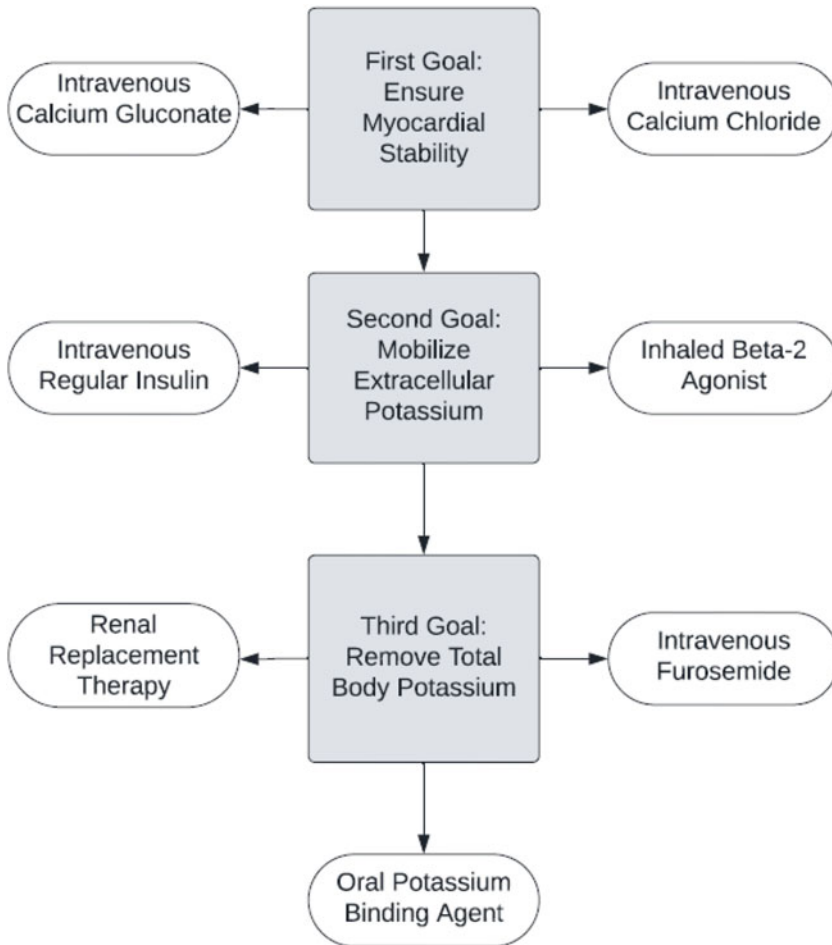 First Goal:
Ensure
Myocardial
Stability
Intravenous
Calcium Gluconate
Intravenous
Calcium Chloride
Second Goal:
Mobilize
Extracellular
Potassium
Intravenous
Regular Insulin
Inhaled Beta-2
Agonist
Third Goal:
Remove Total
Body Potassium
Renal
Replacement
Therapy
Intravenous
Furosemide
Oral Potassium
Binding Agent